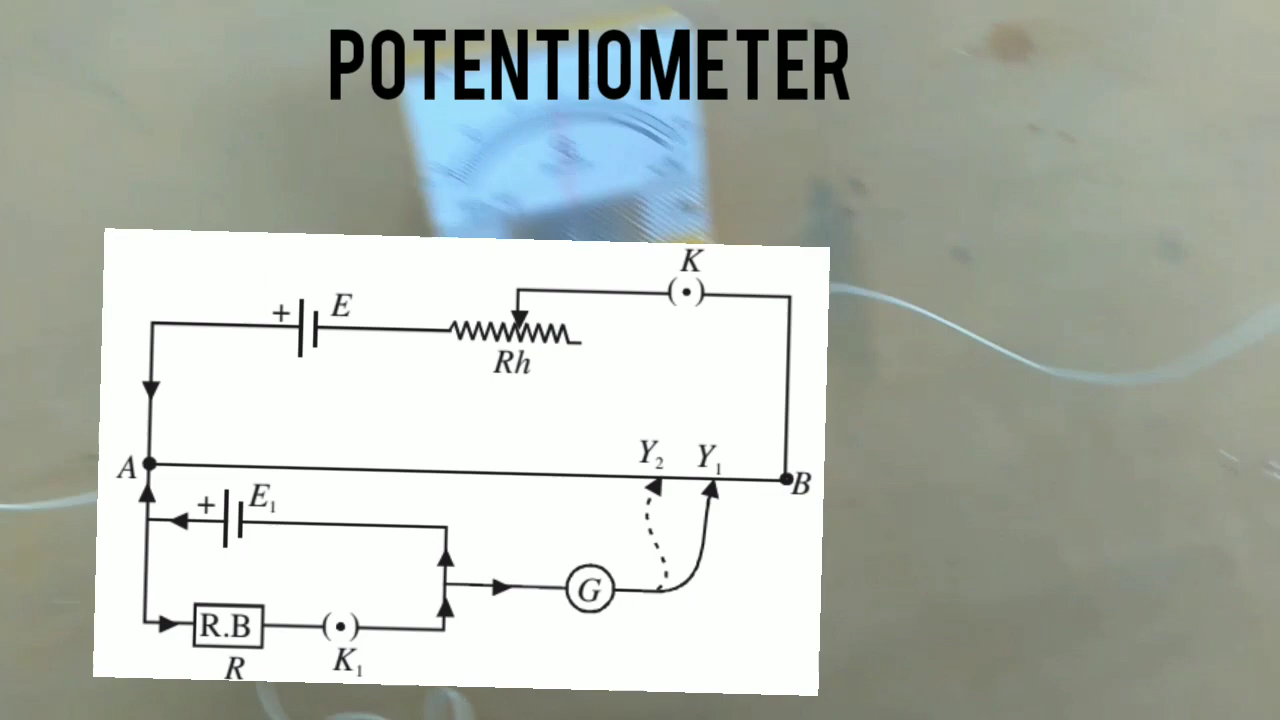 POTENTIOMETER
K
+ E
Rh
Y₂ Y₁
A
B
+ E₁
G
R.B
R
K₁